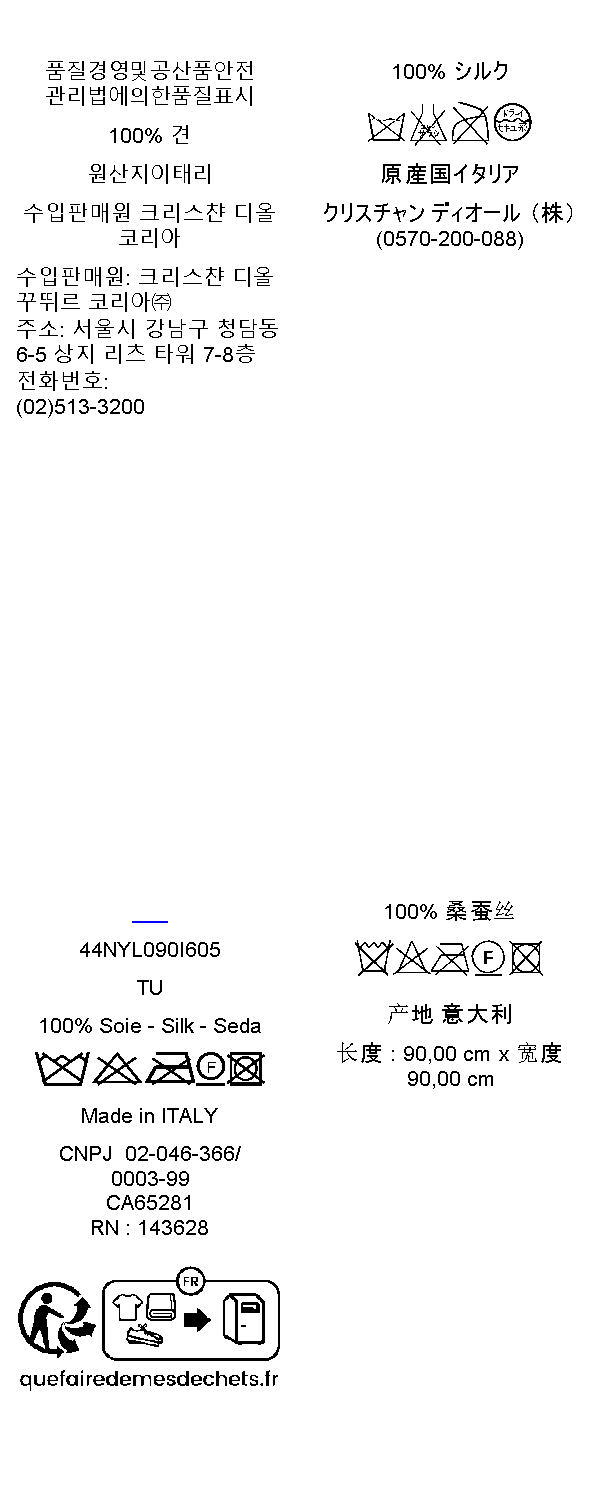 품질경영및공산품안전
관리법에의한품질표시
100% 견
원산지이태리
수입판매원 크리스챤 디올
코리아
수입판매원: 크리스챤 디올
꾸뛰르 코리아㈜
주소: 서울시 강남구 청담동
6-5 상지 리츠 타워 7-8층
전화번호:
(02)513-3200
100% シルク
ドライ
セキユ系
原産国イタリア
クリスチャン ディオール（株）
(0570-200-088)
44NYL090I605
TU
100% Soie - Silk - Seda
F
Made in ITALY
CNPJ 02-046-366/
0003-99
CA65281
RN : 143628
FR
quefairedemesdechets.fr
100% 桑蚕丝
F
产地 意大利
长度 : 90,00 cm x 宽度
90,00 cm